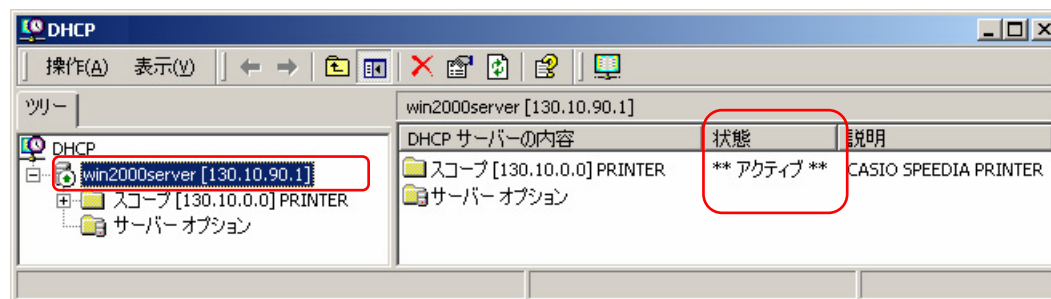 DHCP
操作(A) 表示(V)
ツリー
win2000server [130.10.90.1]
DHCP
win2000server [130.10.90.1]
スコープ [130.10.0.0] PRINTER
サーバー オプション
DHCP サーバーの内容 状態 説明
スコープ [130.10.0.0] PRINTER ** アクティブ ** CASIO SPEEDIA PRINTER
サーバー オプション